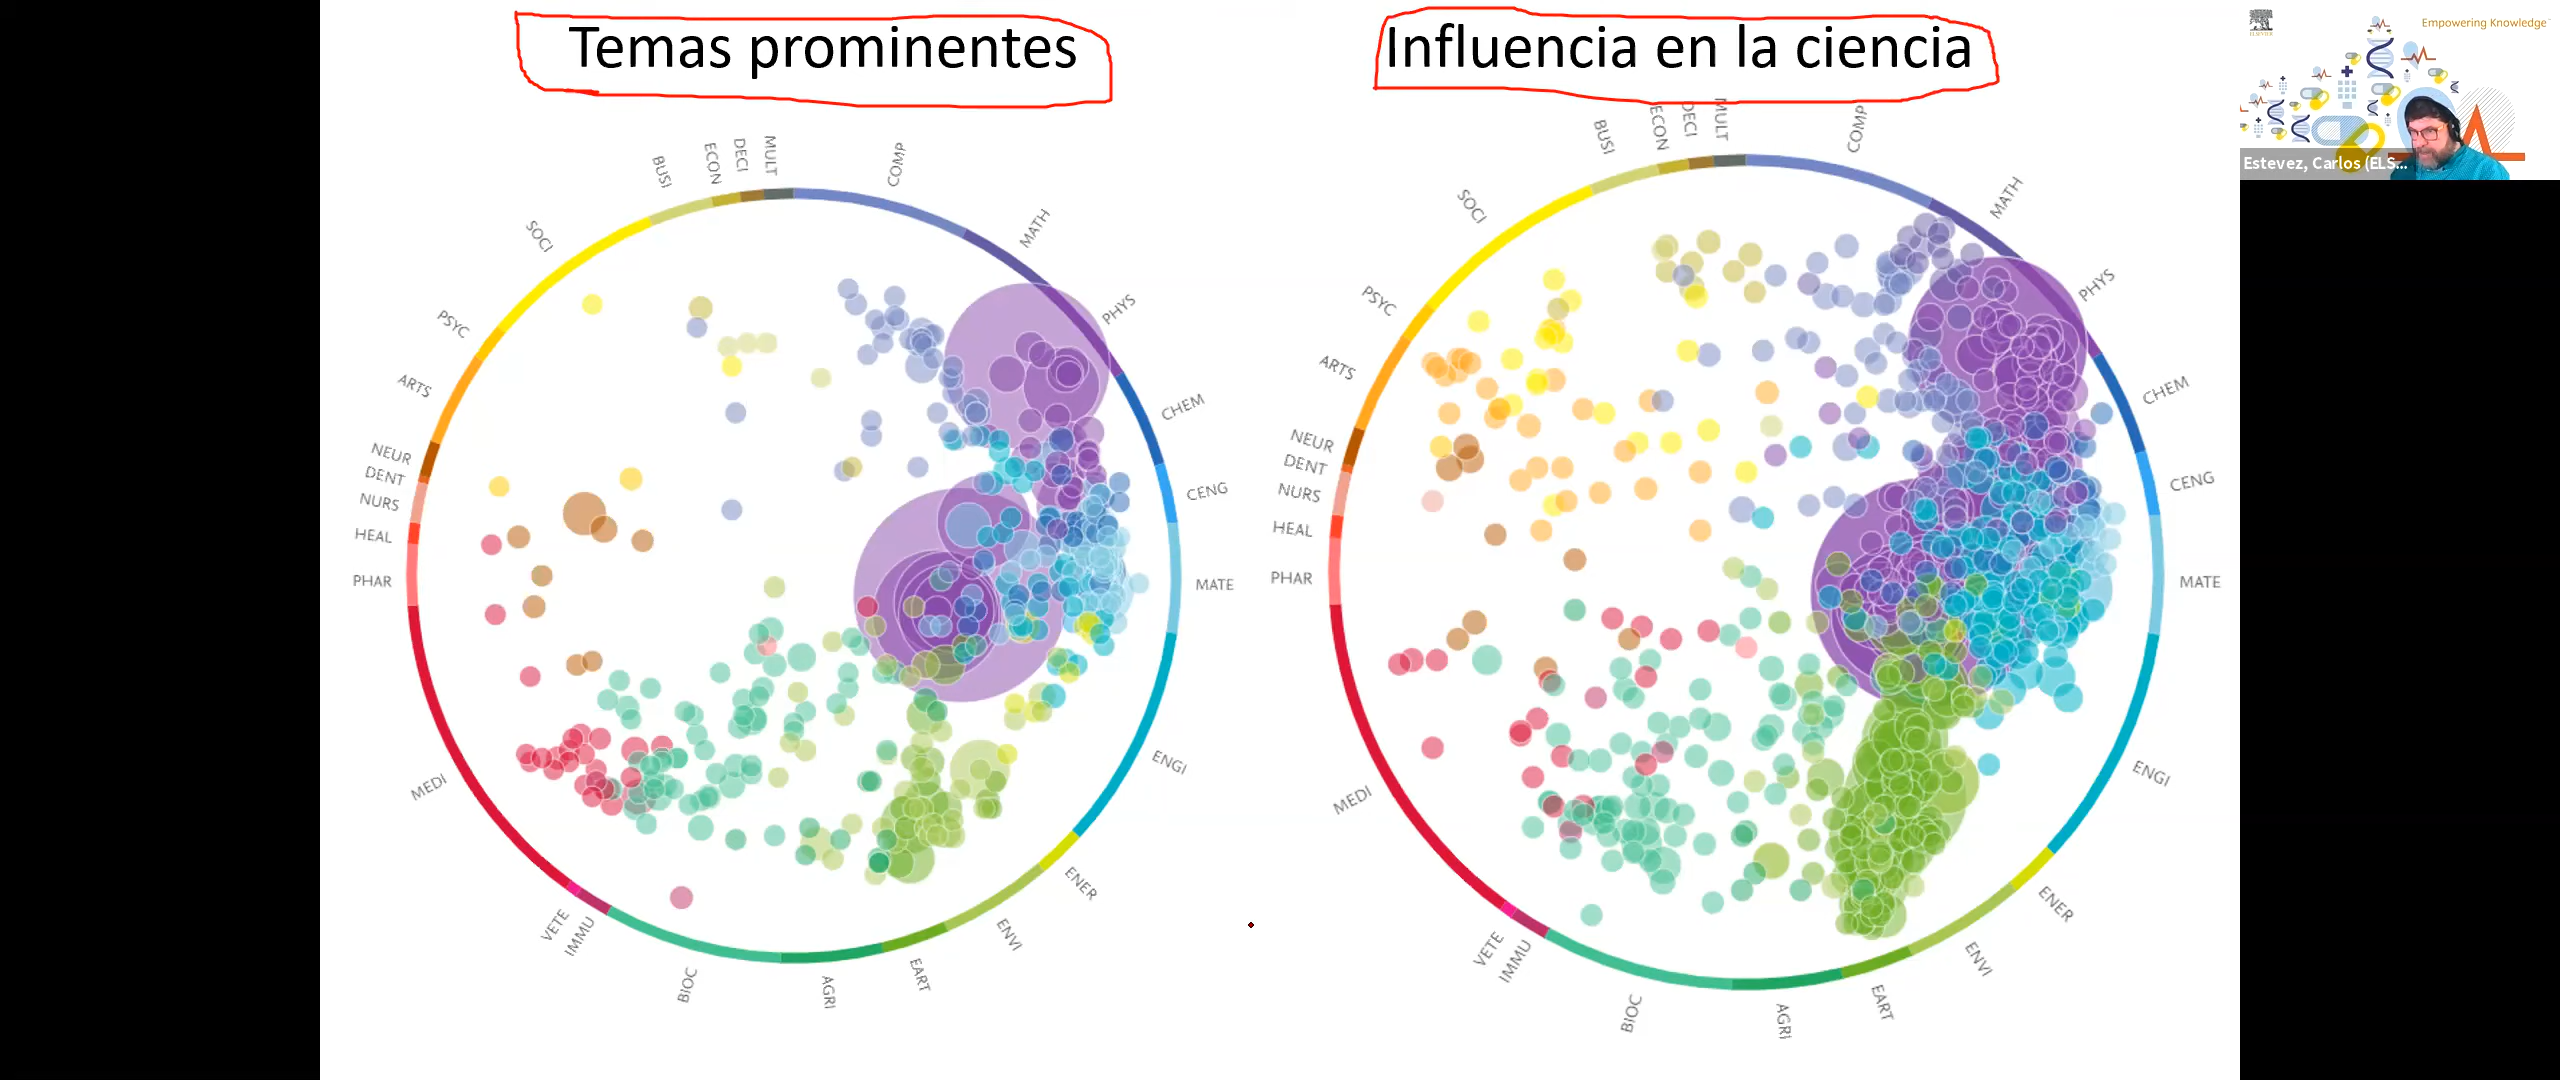 Temas prominentes
MULT
DECI
ECON
BUSI
COMP
MATH
SOCI
PHYS
PSYC
ARTS
CHEM
NEUR
DENT
NURS
CENG
HEAL
PHAR
MATE
MEDI
ENGI
ENER
VETE
IMMU
ENVI
BIOC
AGRI
EART
Influencia en la ciencia
MULT
DECI
ECON
BUSI
COMP
MATH
SOCI
PHYS
PSYC
ARTS
CHEM
NEUR
DENT
NURS
CENG
HEAL
PHAR
MATE
MEDI
ENGI
ENER
VETE
IMMU
ENVI
BIOC
AGRI
EART
Empowering Knowledge
ELSEVIER
Estevez, Carlos (ELS...